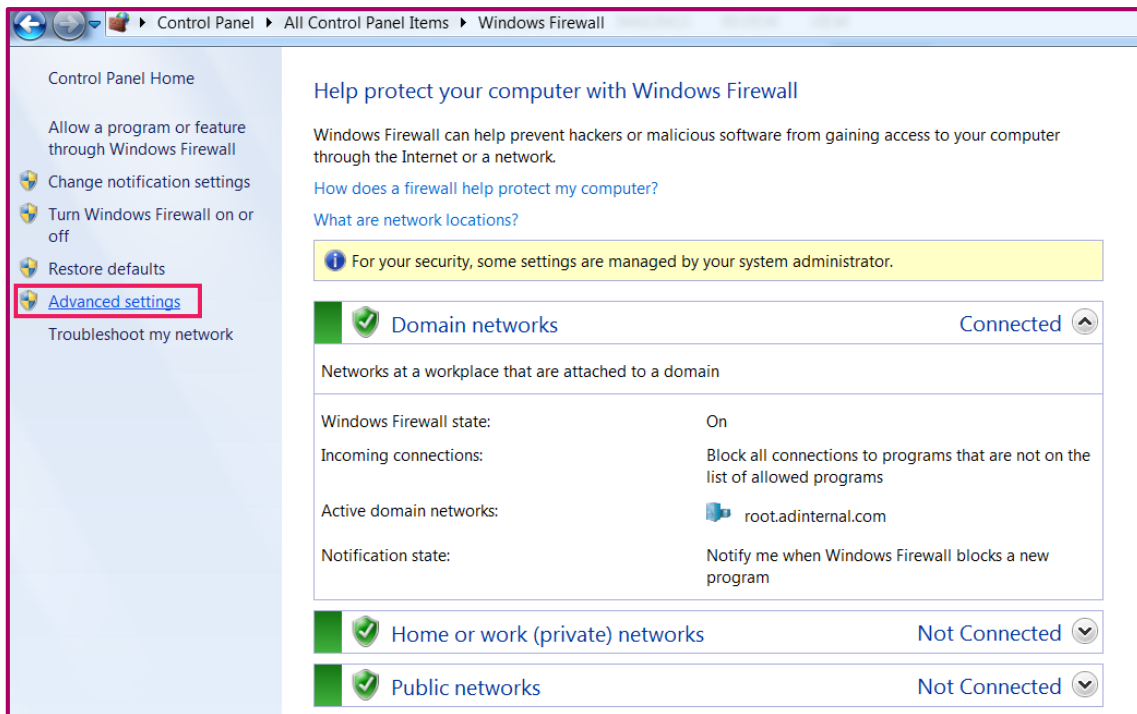 Control Panel ▸ All Control Panel Items ▸ Windows Firewall
Control Panel Home
Allow a program or feature
through Windows Firewall
Change notification settings
Turn Windows Firewall on or
off
Restore defaults
Advanced settings
Troubleshoot my network
Help protect your computer with Windows Firewall
Windows Firewall can help prevent hackers or malicious software from gaining access to your computer
through the Internet or a network.
How does a firewall help protect my computer?
What are network locations?
For your security, some settings are managed by your system administrator.
Domain networks Connected
Networks at a workplace that are attached to a domain
Windows Firewall state: On
Incoming connections: Block all connections to programs that are not on the
list of allowed programs
Active domain networks: root.adinternal.com
Notification state: Notify me when Windows Firewall blocks a new
program
Home or work (private) networks Not Connected
Public networks Not Connected